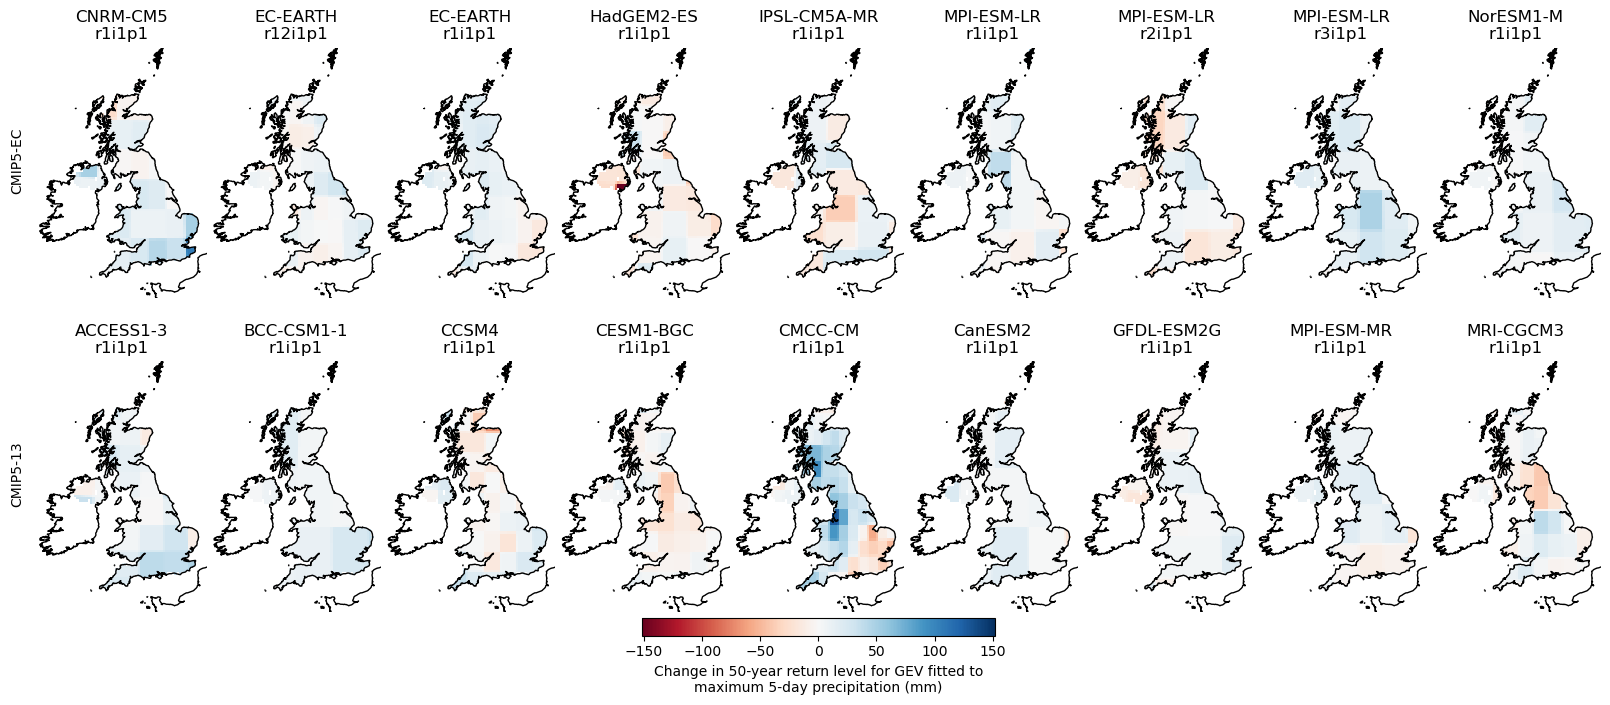 CNRM-CM5 EC-EARTH EC-EARTH HadGEM2-ES IPSL-CM5A-MR MPI-ESM-LR MPI-ESM-LR MPI-ESM-LR NorESM1-M
r1i1p1 r12i1p1 r1i1p1 r1i1p1 r1i1p1 r1i1p1 r2i1p1 r3i1p1 r1i1p1
CMIP5-EC
ACCESS1-3 BCC-CSM1-1 CCSM4 CESM1-BGC CMCC-CM CanESM2 GFDL-ESM2G MPI-ESM-MR MRI-CGCM3
r1i1p1 r1i1p1 r1i1p1 r1i1p1 r1i1p1 r1i1p1 r1i1p1 r1i1p1 r1i1p1
CMIP5-13
−150 −100 −50 0 50 100 150
Change in 50-year return level for GEV fitted to
maximum 5-day precipitation (mm)